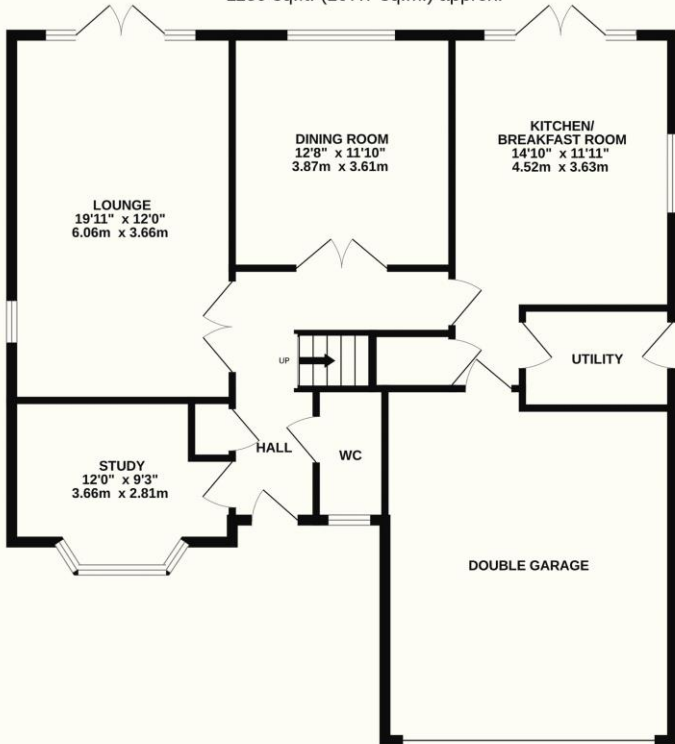 DINING ROOM
12'8" x 11'10"
3.87m x 3.61m
KITCHEN/
BREAKFAST ROOM
14'10" x 11'11"
4.52m x 3.63m
LOUNGE
19'11" x 12'0"
6.06m x 3.66m
UP
UTILITY
HALL
WC
STUDY
12'0" x 9'3"
3.66m x 2.81m
DOUBLE GARAGE